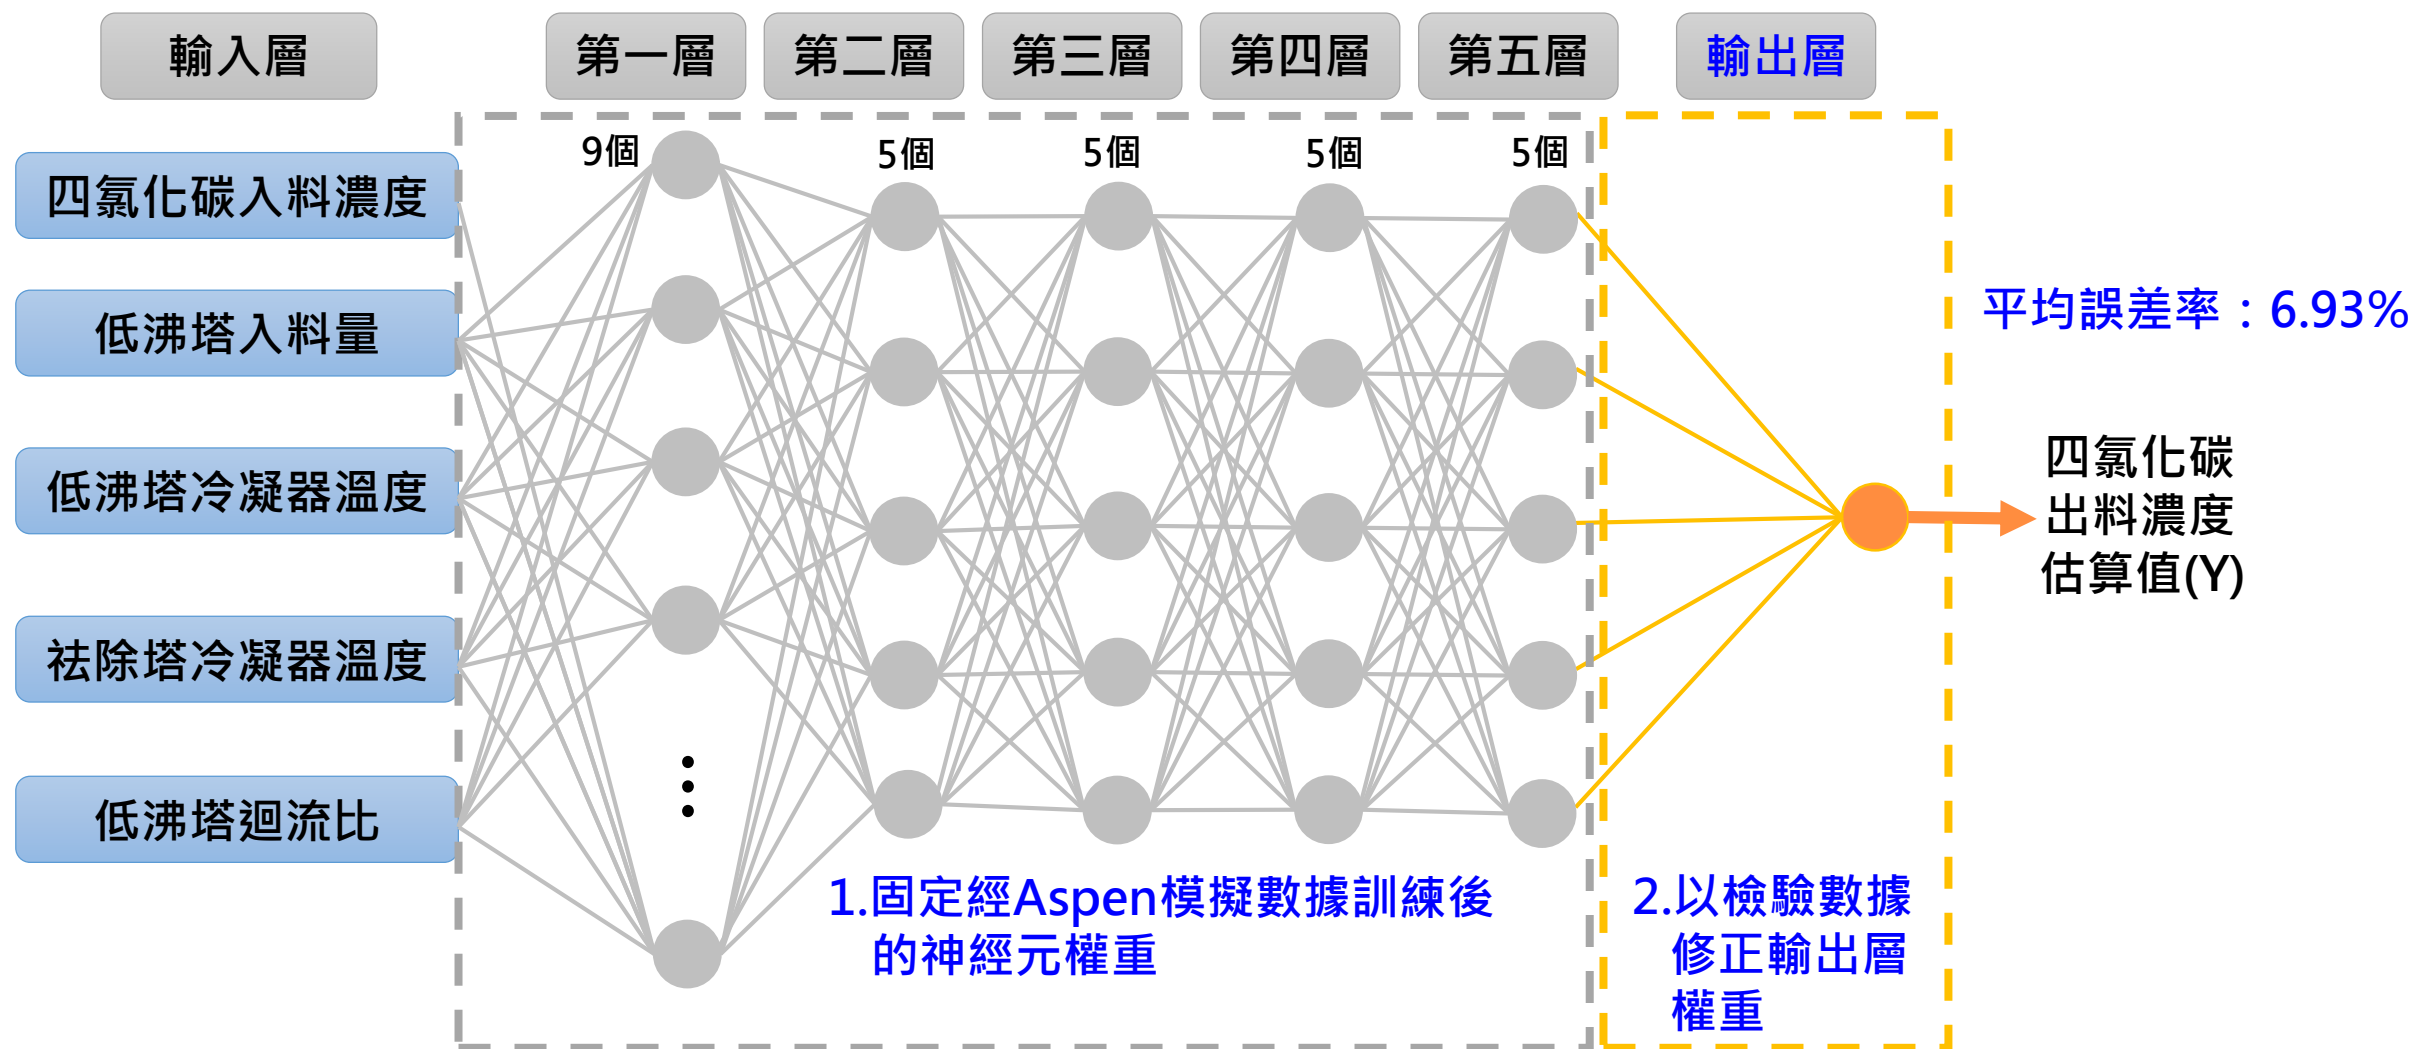 輸入層
第一層
第二層
第三層
第四層
第五層
輸出層
9個
5個
5個
5個
5個
四氯化碳入料濃度
低沸塔入料量
低沸塔冷凝器溫度
祛除塔冷凝器溫度
低沸塔迴流比
平均誤差率：6.93%
四氯化碳
出料濃度
估算值(Y)
1.固定經Aspen模擬數據訓練後
的神經元權重
2.以檢驗數據
修正輸出層
權重